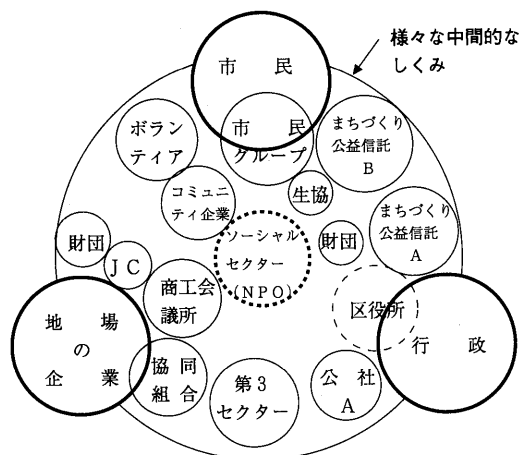 様々な中間的な
しくみ
市　民
市　民
グループ
ボラン
ティア
まちづくり
公益信託
B
コミュニ
ティ企業
生協
まちづくり
公益信託
A
財団
ＪＣ
ソーシャル
セクター
(NPO)
財団
商工会
議所
区役所
地　場
の
企　業
行　政
協同
組合
第３
セクター
公　社
A